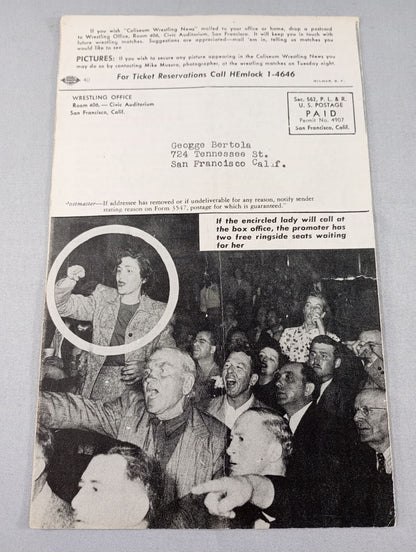 If you wish "Coliseum Wrestling News" mailed to your office or home, drop a postcard
to Wrestling Office, Room 406, Civic Auditorium, San Francisco. It will keep you in touch with
future wrestling matches. Suggestions are appreciated—mail 'em in, telling us matches you
would like to see
PICTURES: If you wish to secure any picture appearing in the Coliseum Wrestling News you
may do so by contacting Mike Musura, photographer, at the wrestling matches on Tuesday night.
For Ticket Reservations Call HEmlock 1-4646
40
WRESTLING OFFICE
Room 406 — Civic Auditorium
San Francisco, Calif.
Sec. 562, P. L. & R.
U. S. POSTAGE
PAID
Permit No. 4907
San Francisco, Calif.
George Bertola
724 Tennessee St.
San Francisco Calif.
Postmaster—If addressee has removed or if undeliverable for any reason, notify sender
stating reason on Form 3547, postage for which is guaranteed."
If the encircled lady will call at
the box office, the promoter has
two free ringside seats waiting
for her